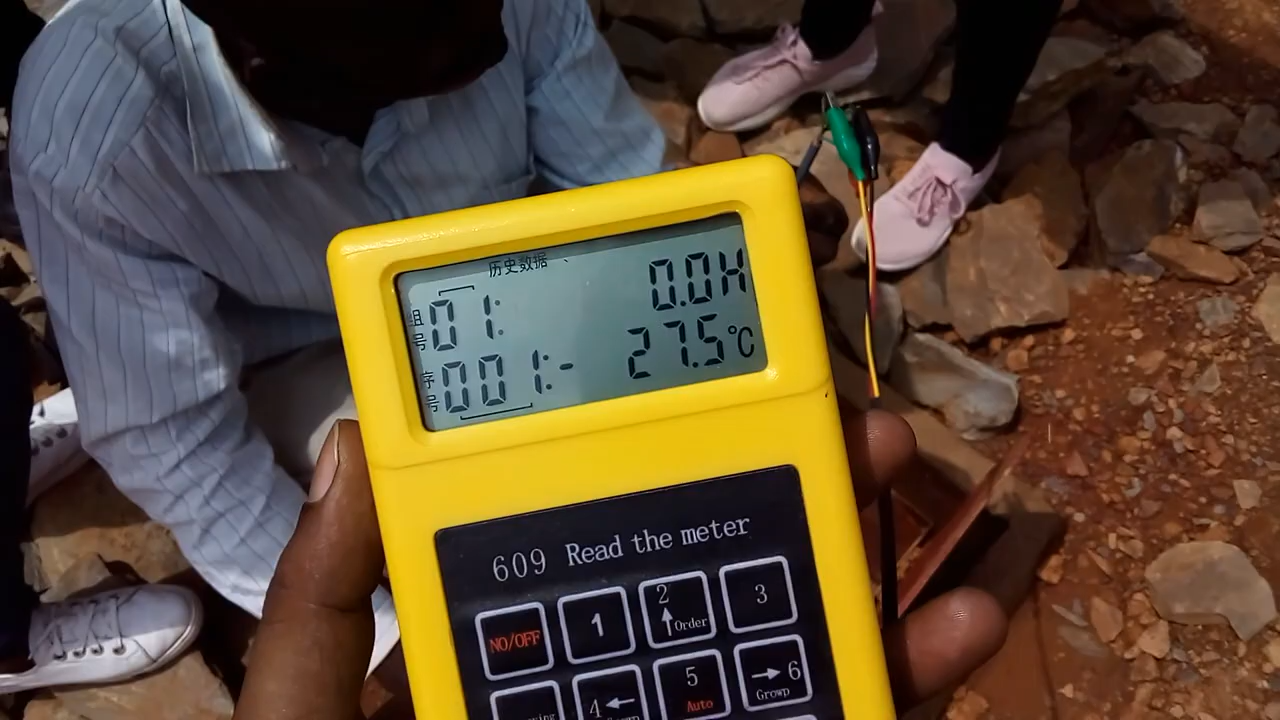 历史数据
组号 01: 0.0H
序号 001:- 27.5℃
609 Read the meter
NO/OFF 1 2 Order 3
4 5 Auto 6 Growp